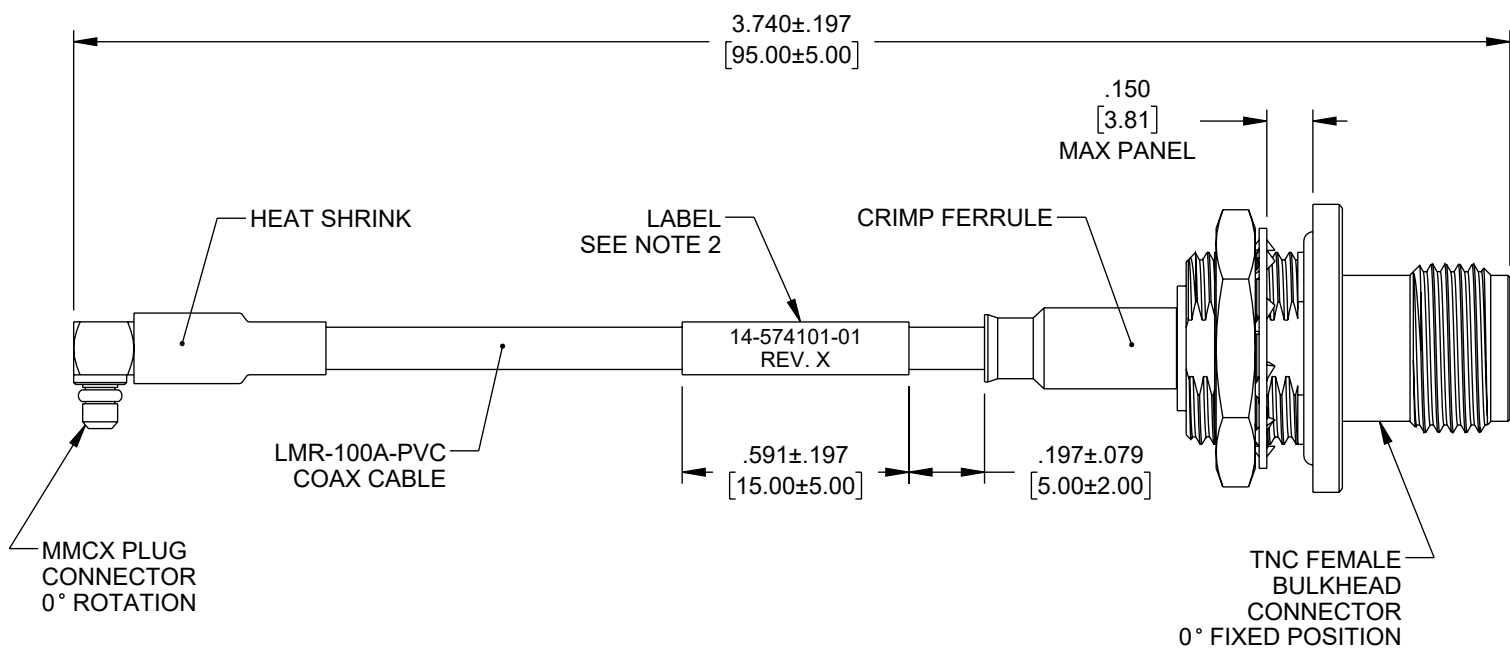 3.740±.197
[95.00±5.00]
.150
[3.81]
MAX PANEL
HEAT SHRINK
LABEL
SEE NOTE 2
CRIMP FERRULE
14-574101-01
REV. X
LMR-100A-PVC
COAX CABLE
.591±.197
[15.00±5.00]
.197±.079
[5.00±2.00]
MMCX PLUG
CONNECTOR
0° ROTATION
TNC FEMALE
BULKHEAD
CONNECTOR
0° FIXED POSITION